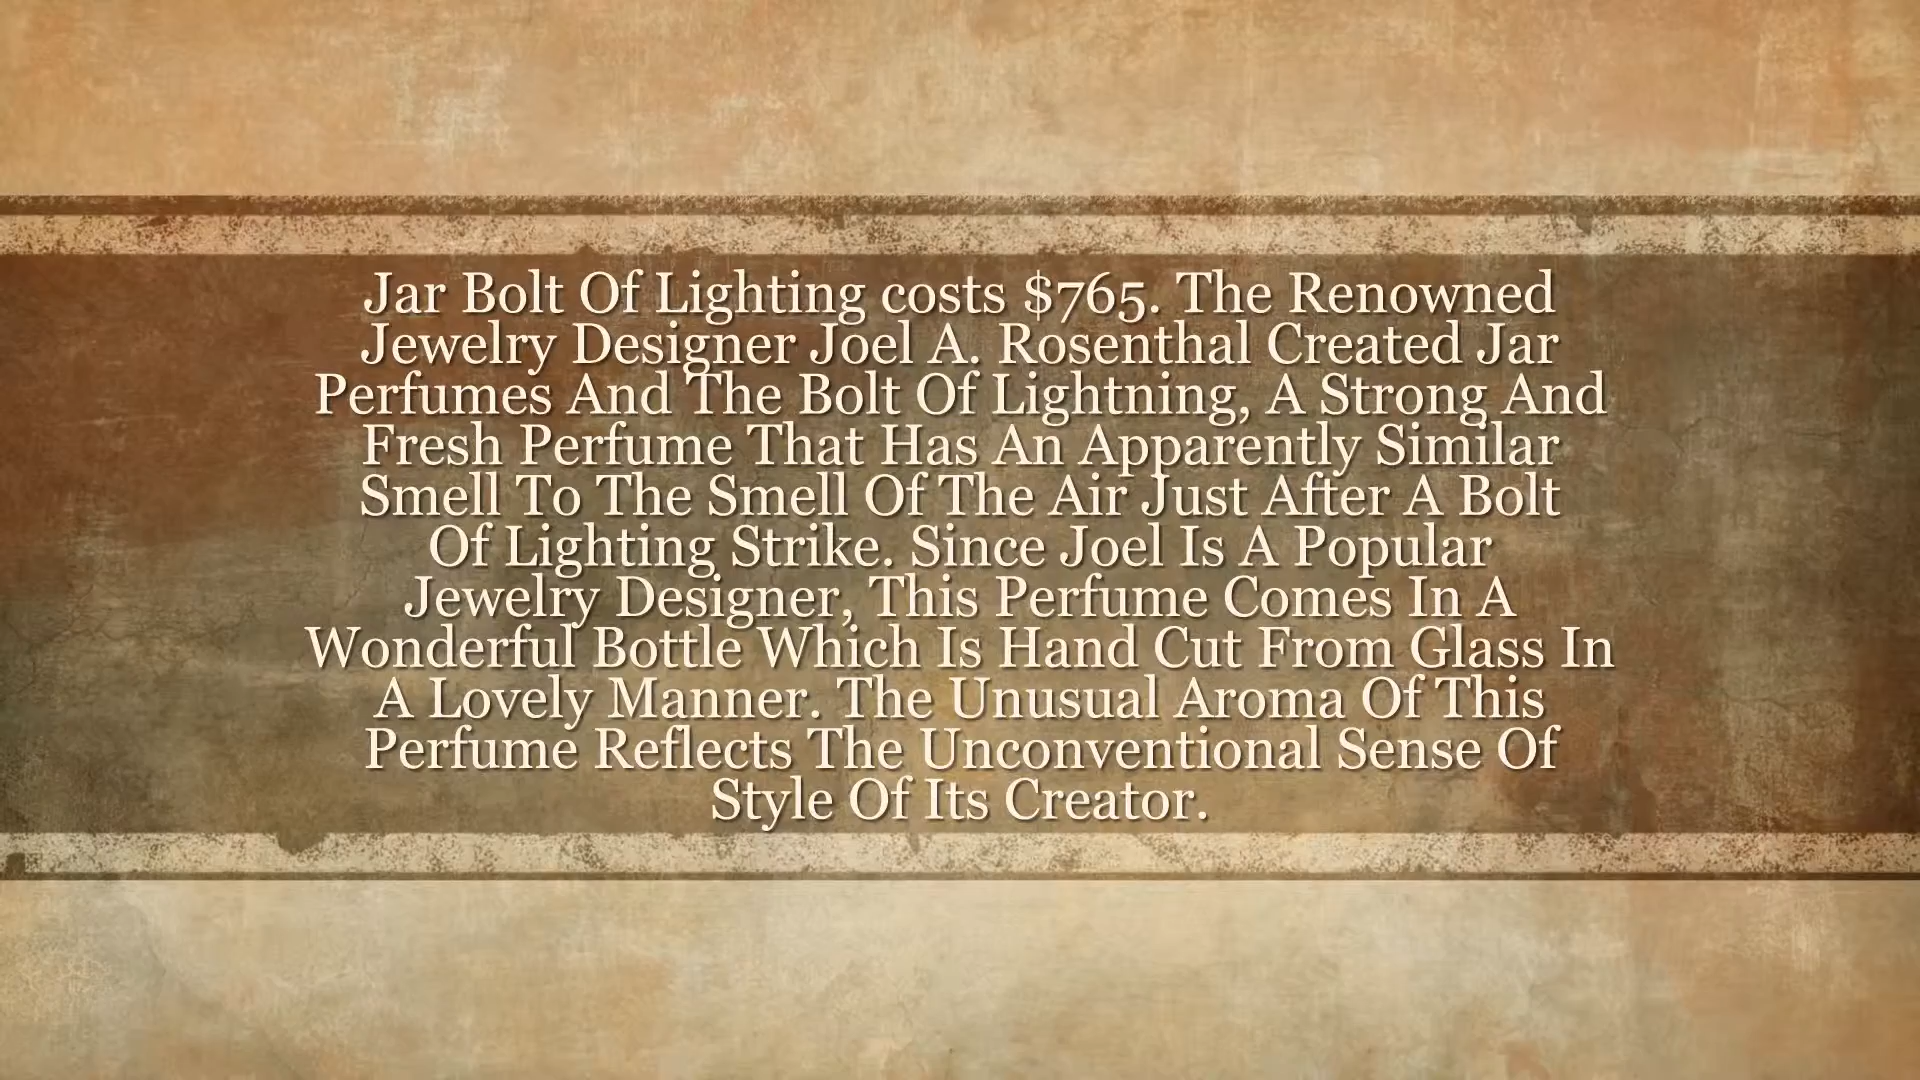 Jar Bolt Of Lighting costs $765. The Renowned
Jewelry Designer Joel A. Rosenthal Created Jar
Perfumes And The Bolt Of Lightning, A Strong And
Fresh Perfume That Has An Apparently Similar
Smell To The Smell Of The Air Just After A Bolt
Of Lighting Strike. Since Joel Is A Popular
Jewelry Designer, This Perfume Comes In A
Wonderful Bottle Which Is Hand Cut From Glass In
A Lovely Manner. The Unusual Aroma Of This
Perfume Reflects The Unconventional Sense Of
Style Of Its Creator.